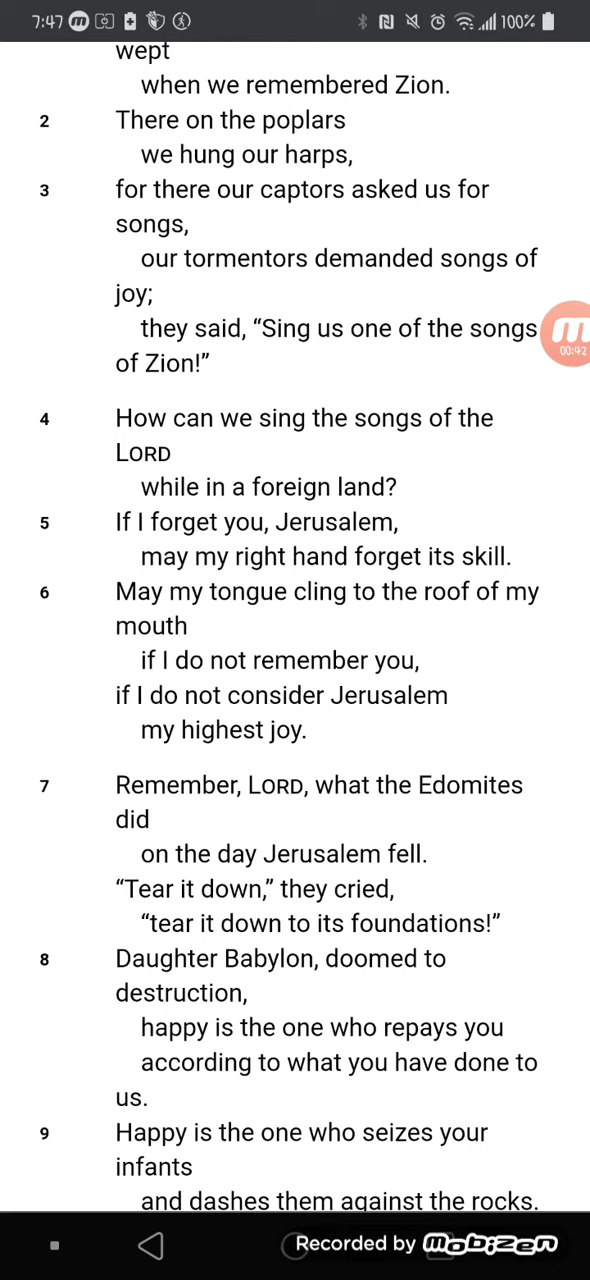 7:47 100%
wept
when we remembered Zion.
2 There on the poplars
we hung our harps,
3 for there our captors asked us for
songs,
our tormentors demanded songs of
joy;
they said, “Sing us one of the songs
of Zion!”
00:42
4 How can we sing the songs of the
LORD
while in a foreign land?
5 If I forget you, Jerusalem,
may my right hand forget its skill.
6 May my tongue cling to the roof of my
mouth
if I do not remember you,
if I do not consider Jerusalem
my highest joy.
7 Remember, LORD, what the Edomites
did
on the day Jerusalem fell.
“Tear it down,” they cried,
“tear it down to its foundations!”
8 Daughter Babylon, doomed to
destruction,
happy is the one who repays you
according to what you have done to
us.
9 Happy is the one who seizes your
infants
and dashes them against the rocks.
Recorded by mobizen